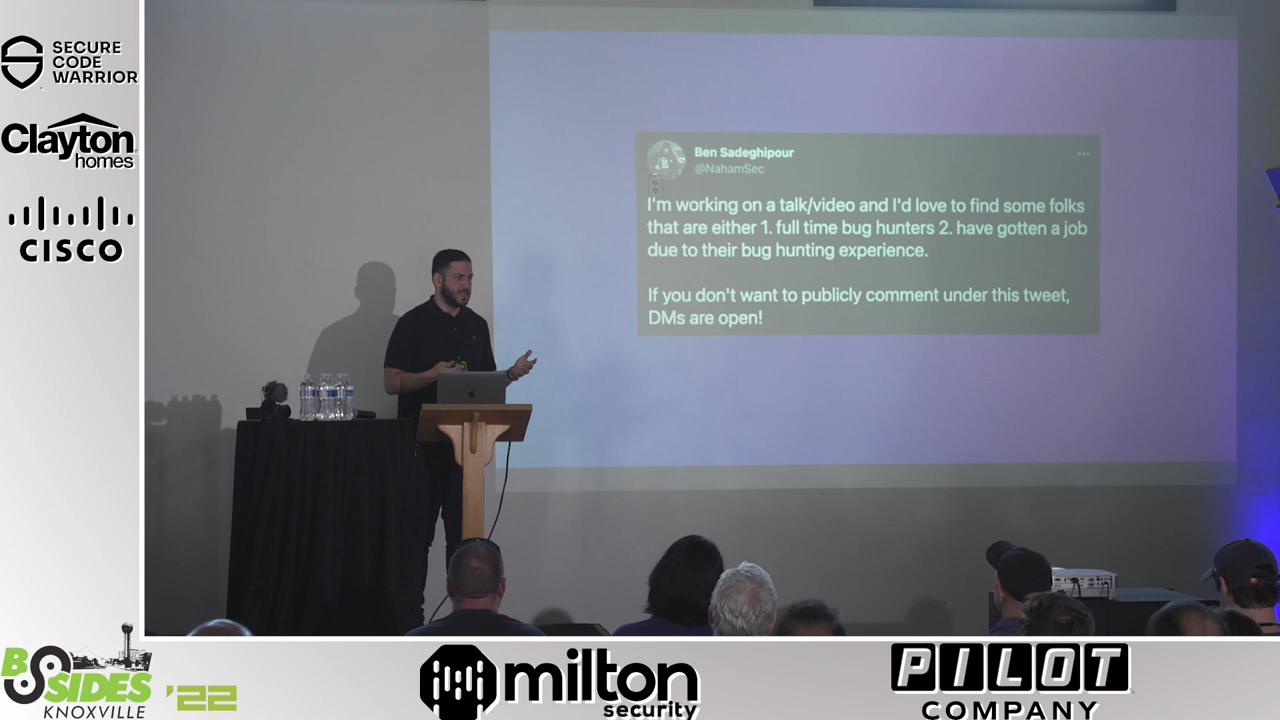 SECURE
CODE
WARRIOR
Clayton
homes
CISCO
Ben Sadeghipour
@NahamSec
I'm working on a talk/video and I'd love to find some folks
that are either 1. full time bug hunters 2. have gotten a job
due to their bug hunting experience.
If you don't want to publicly comment under this tweet,
DMs are open!
BSIDES '22
KNOXVILLE
milton
security
PILOT
COMPANY